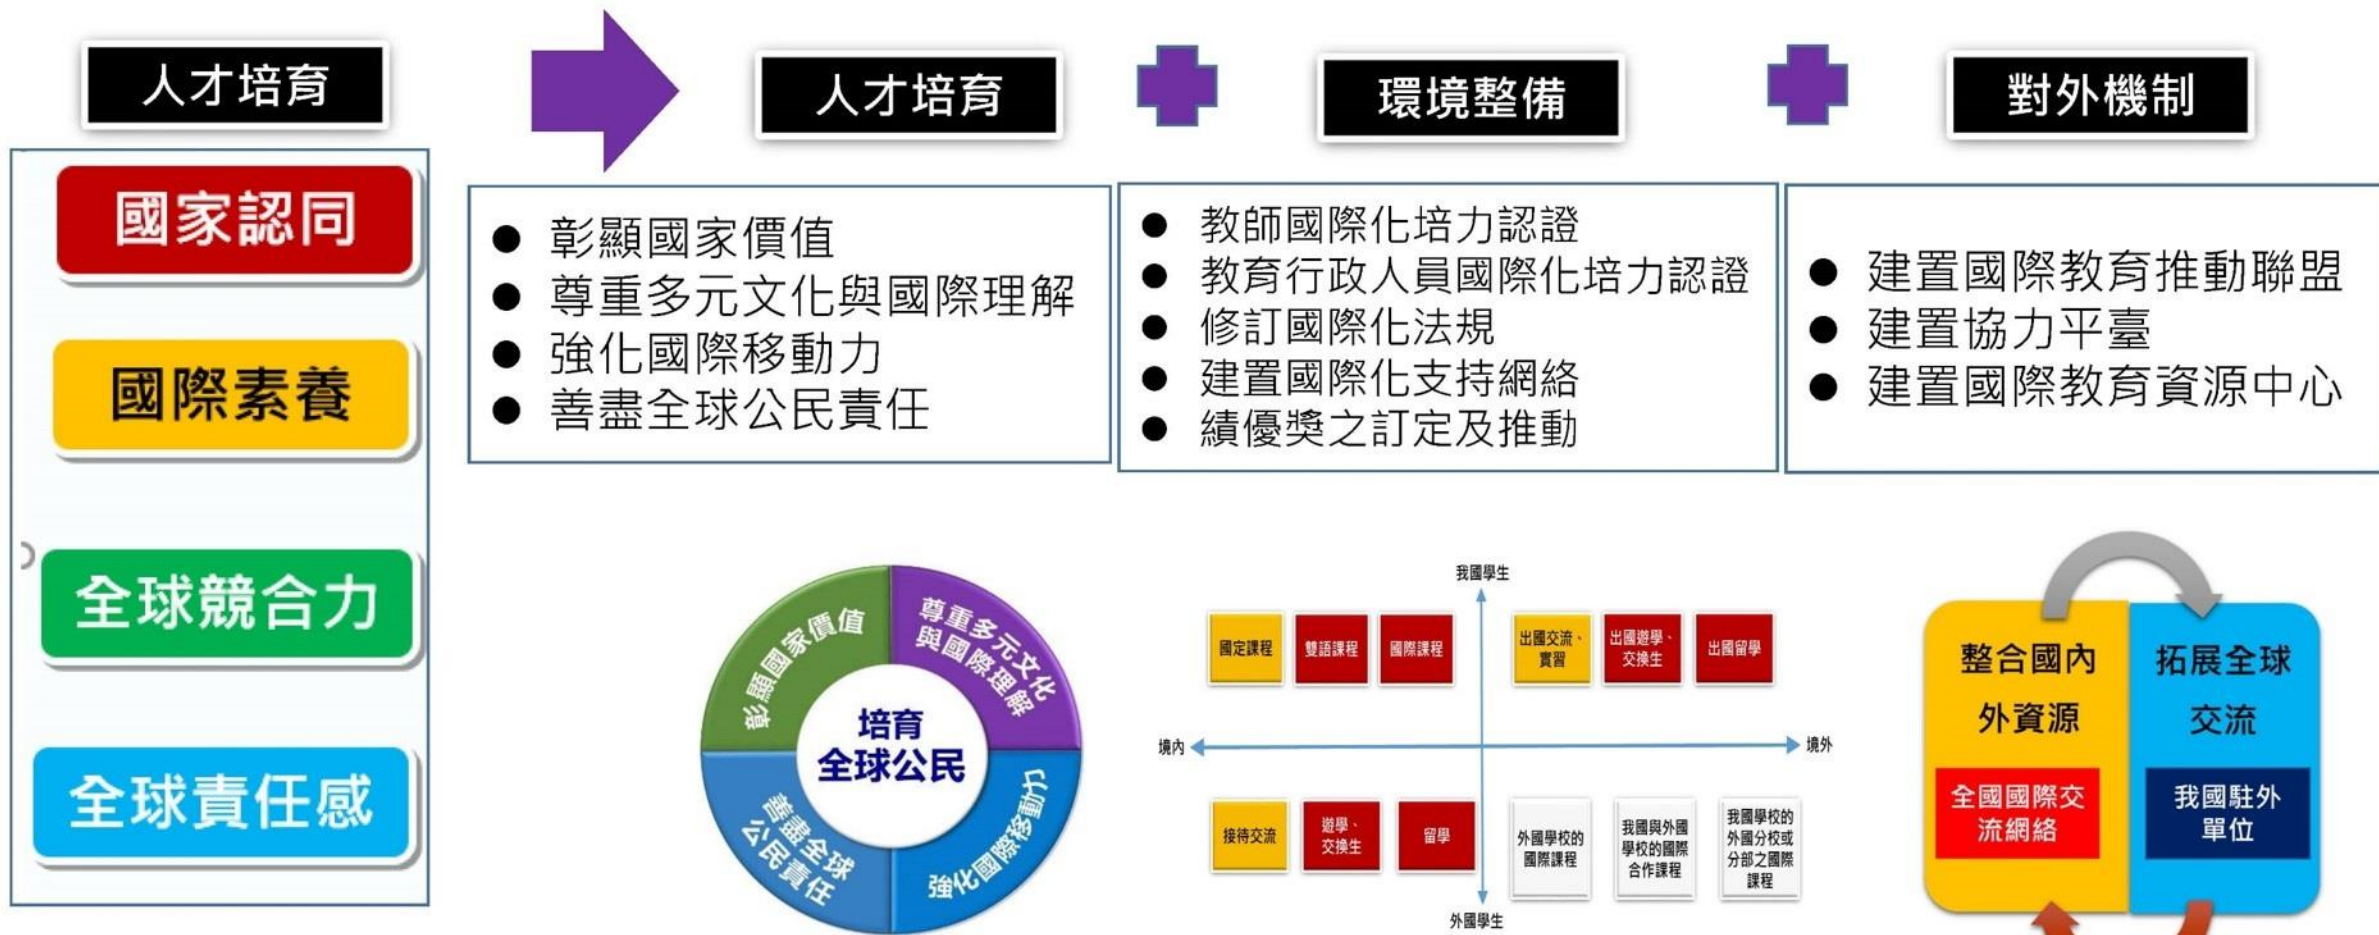 人才培育
人才培育
環境整備
對外機制
國家認同
國際素養
全球競合力
全球責任感
● 彰顯國家價值
● 尊重多元文化與國際理解
● 強化國際移動力
● 善盡全球公民責任
● 教師國際化培力認證
● 教育行政人員國際化培力認證
● 修訂國際化法規
● 建置國際化支持網絡
● 績優獎之訂定及推動
● 建置國際教育推動聯盟
● 建置協力平臺
● 建置國際教育資源中心
彰顯國家價值
尊重多元文化
與國際理解
培育
全球公民
善盡全球
公民責任
強化國際移動力
我國學生
國定課程
雙語課程
國際課程
出國交流、
實習
出國遊學、
交換生
出國留學
境內
境外
接待交流
遊學、
交換生
留學
外國學校的
國際課程
我國與外國
學校的國際
合作課程
我國學校的
外國分校或
分部之國際
課程
外國學生
整合國內
外資源
全國國際交
流網絡
拓展全球
交流
我國駐外
單位